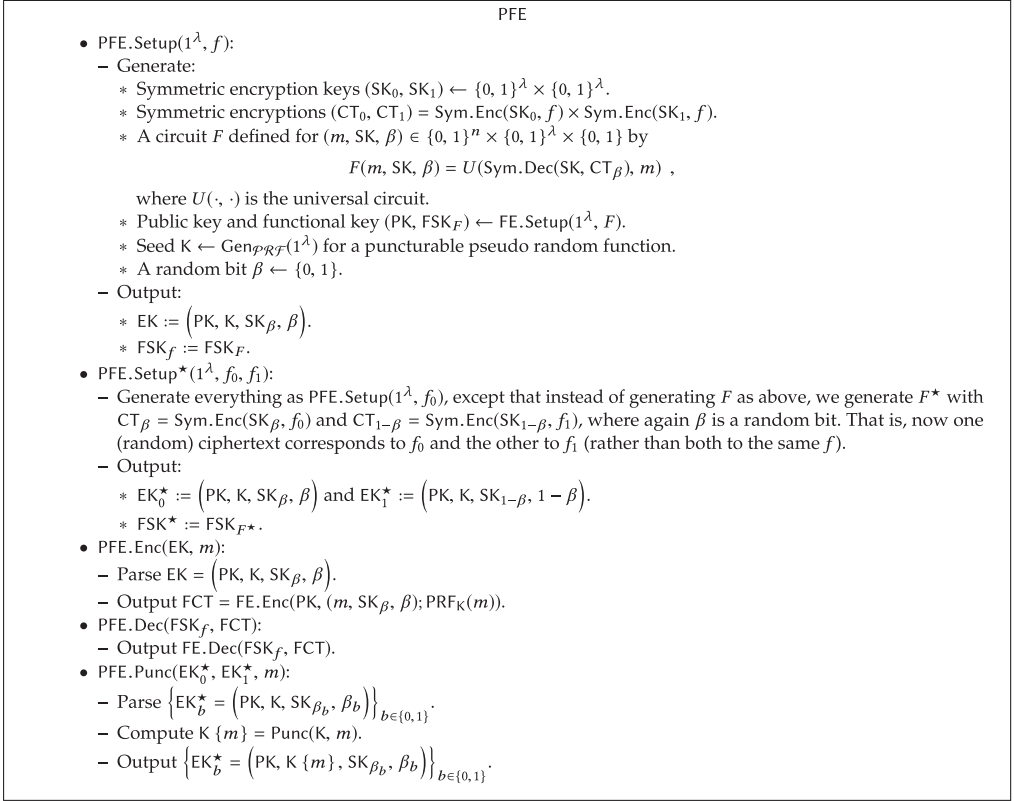 PFE
• PFE.Setup(1^λ, f):
– Generate:
∗ Symmetric encryption keys (SK_0, SK_1) ← {0, 1}^λ × {0, 1}^λ.
∗ Symmetric encryptions (CT_0, CT_1) = Sym.Enc(SK_0, f) × Sym.Enc(SK_1, f).
∗ A circuit F defined for (m, SK, β) ∈ {0, 1}^n × {0, 1}^λ × {0, 1} by
F(m, SK, β) = U(Sym.Dec(SK, CT_β), m) ,
where U(·, ·) is the universal circuit.
∗ Public key and functional key (PK, FSK_F) ← FE.Setup(1^λ, F).
∗ Seed K ← Gen_𝒫ℛℱ(1^λ) for a puncturable pseudo random function.
∗ A random bit β ← {0, 1}.
– Output:
∗ EK := (PK, K, SK_β, β).
∗ FSK_f := FSK_F.
• PFE.Setup^★(1^λ, f_0, f_1):
– Generate everything as PFE.Setup(1^λ, f_0), except that instead of generating F as above, we generate F^★ with
CT_β = Sym.Enc(SK_β, f_0) and CT_{1−β} = Sym.Enc(SK_{1−β}, f_1), where again β is a random bit. That is, now one
(random) ciphertext corresponds to f_0 and the other to f_1 (rather than both to the same f).
– Output:
∗ EK_0^★ := (PK, K, SK_β, β) and EK_1^★ := (PK, K, SK_{1−β}, 1 − β).
∗ FSK^★ := FSK_{F^★}.
• PFE.Enc(EK, m):
– Parse EK = (PK, K, SK_β, β).
– Output FCT = FE.Enc(PK, (m, SK_β, β); PRF_K(m)).
• PFE.Dec(FSK_f, FCT):
– Output FE.Dec(FSK_f, FCT).
• PFE.Punc(EK_0^★, EK_1^★, m):
– Parse {EK_b^★ = (PK, K, SK_{β_b}, β_b)}_{b∈{0,1}}.
– Compute K {m} = Punc(K, m).
– Output {EK_b^★ = (PK, K {m} , SK_{β_b}, β_b)}_{b∈{0,1}}.